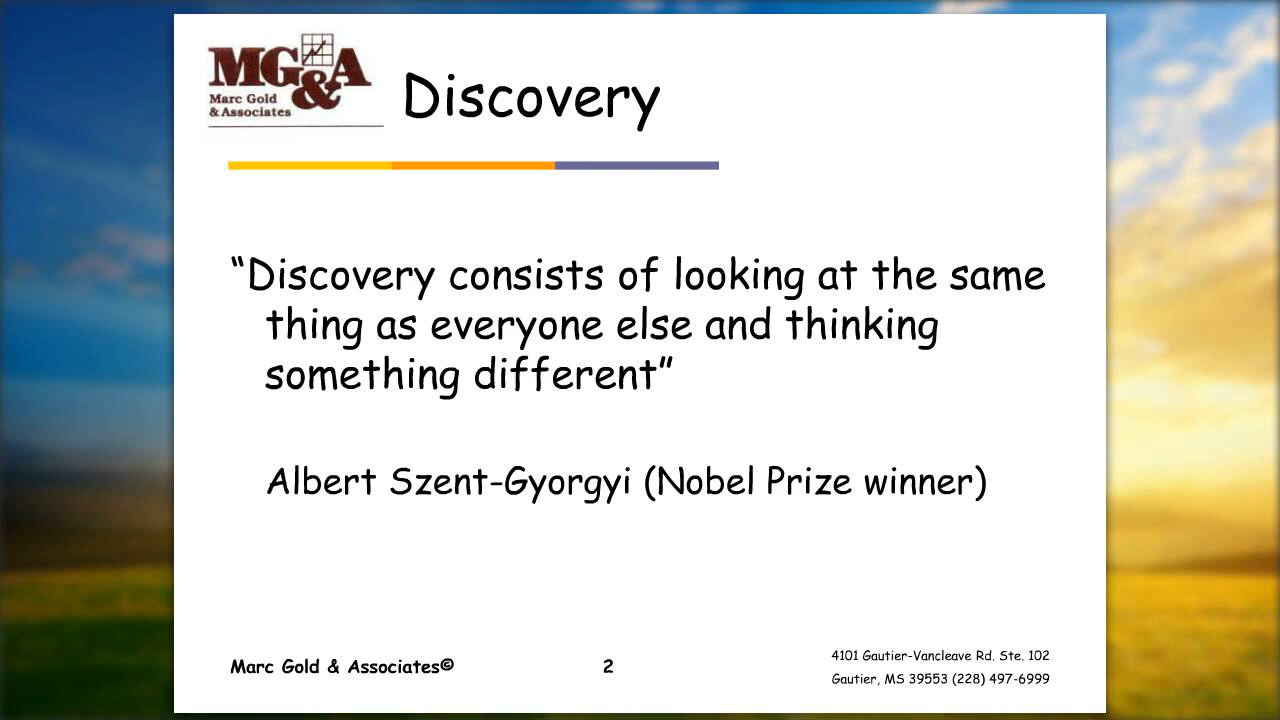 MG&A
Marc Gold
& Associates
Discovery
“Discovery consists of looking at the same
thing as everyone else and thinking
something different”
Albert Szent-Gyorgyi (Nobel Prize winner)
Marc Gold & Associates©
2
4101 Gautier-Vancleave Rd. Ste. 102
Gautier, MS 39553 (228) 497-6999